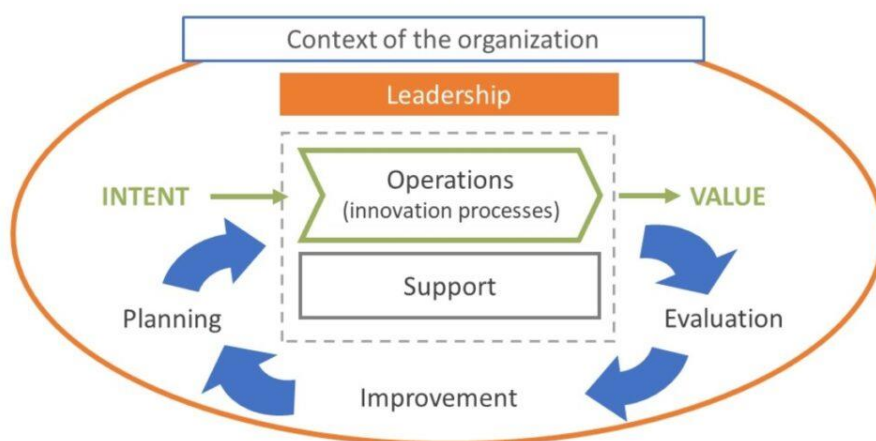 Context of the organization
Leadership
INTENT
Operations
(innovation processes)
VALUE
Support
Planning
Evaluation
Improvement